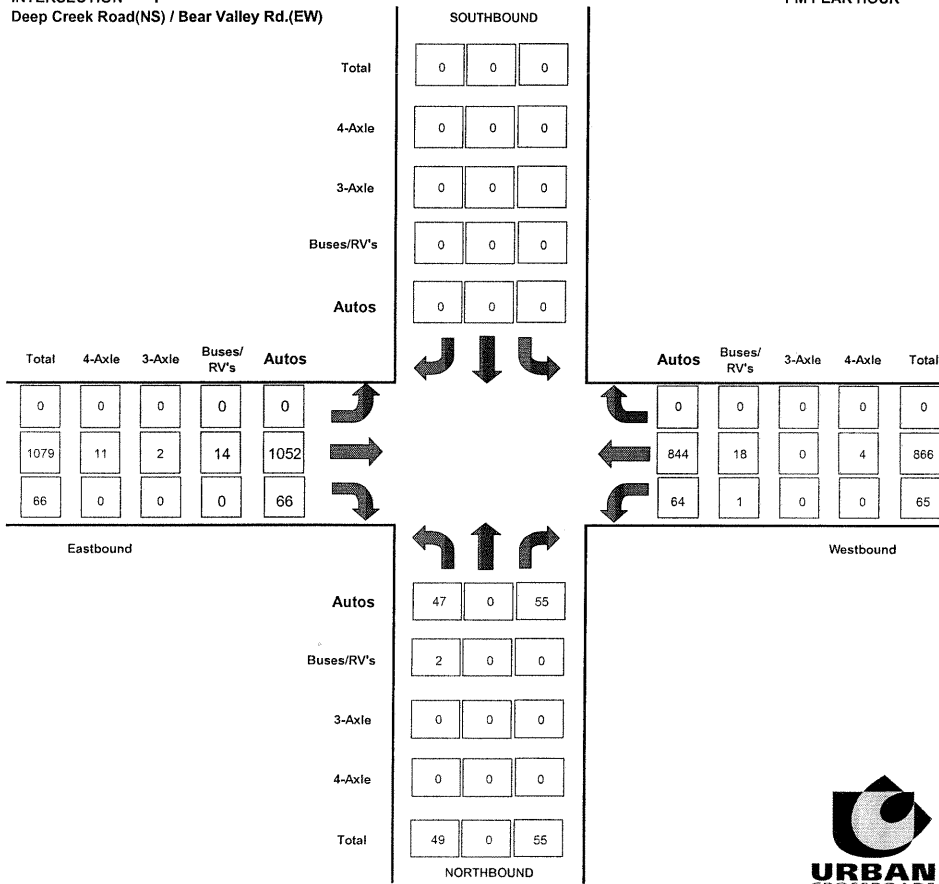 Deep Creek Road(NS) / Bear Valley Rd.(EW)
SOUTHBOUND
Total 0 0 0
4-Axle 0 0 0
3-Axle 0 0 0
Buses/RV's 0 0 0
Autos 0 0 0
Total 4-Axle 3-Axle Buses/ RV's Autos
0 0 0 0 0
1079 11 2 14 1052
66 0 0 0 66
Eastbound
Autos Buses/ RV's 3-Axle 4-Axle Total
0 0 0 0 0
844 18 0 4 866
64 1 0 0 65
Westbound
Autos 47 0 55
Buses/RV's 2 0 0
3-Axle 0 0 0
4-Axle 0 0 0
Total 49 0 55
NORTHBOUND
URBAN